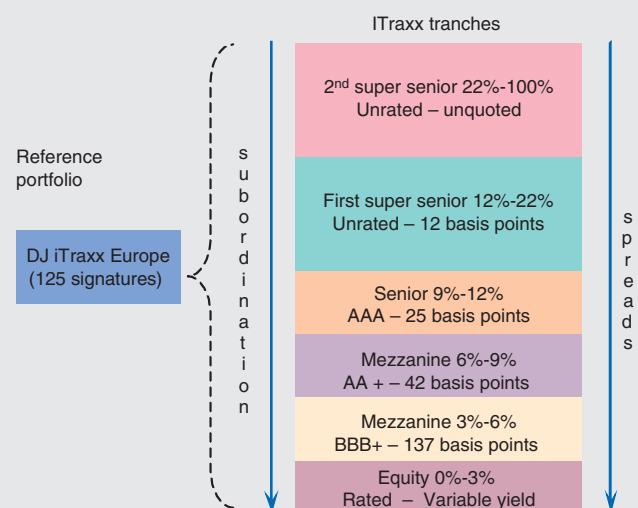 ITraxx tranches
2nd super senior 22%-100%
Unrated – unquoted
Reference
portfolio
subordination
First super senior 12%-22%
Unrated – 12 basis points
spreads
DJ iTraxx Europe
(125 signatures)
Senior 9%-12%
AAA – 25 basis points
Mezzanine 6%-9%
AA + – 42 basis points
Mezzanine 3%-6%
BBB+ – 137 basis points
Equity 0%-3%
Rated – Variable yield